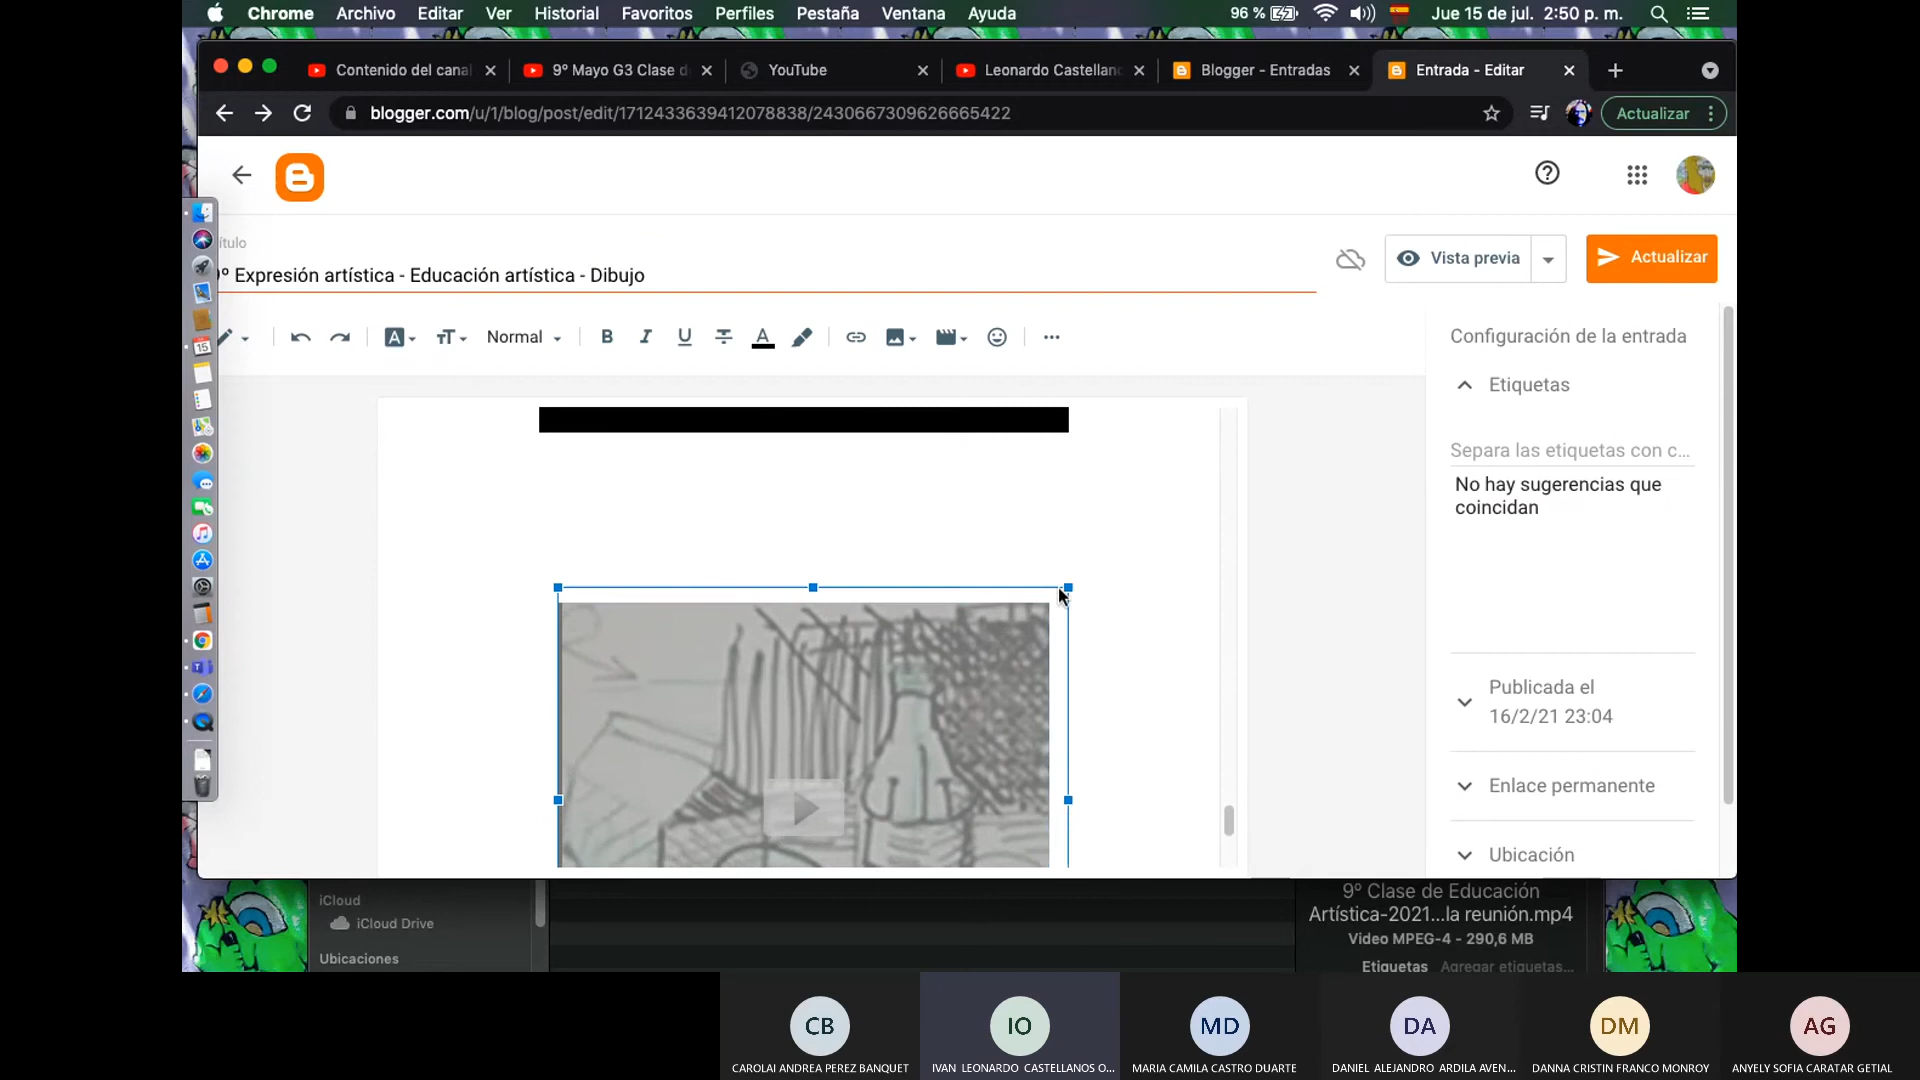 Chrome Archivo Editar Ver Historial Favoritos Perfiles Pestaña Ventana Ayuda 96 % Jue 15 de jul. 2:50 p. m.
Contenido del cana 9º Mayo G3 Clase d YouTube Leonardo Castellan Blogger - Entradas Entrada - Editar
blogger.com/u/1/blog/post/edit/1712433639412078838/2430667309626665422 Actualizar
ítulo
9º Expresión artística - Educación artística - Dibujo
Vista previa Actualizar
Normal
Configuración de la entrada
Etiquetas
Separa las etiquetas con c...
No hay sugerencias que
coincidan
Publicada el
16/2/21 23:04
Enlace permanente
Ubicación
iCloud
iCloud Drive
Ubicaciones
9º Clase de Educación
Artística-2021...la reunión.mp4
Video MPEG-4 - 290,6 MB
Etiquetas Agregar etiquetas...
CB IO MD DA DM AG
CAROLAI ANDREA PEREZ BANQUET IVAN LEONARDO CASTELLANOS O... MARIA CAMILA CASTRO DUARTE DANIEL ALEJANDRO ARDILA AVEN... DANNA CRISTIN FRANCO MONROY ANYELY SOFIA CARATAR GETIAL